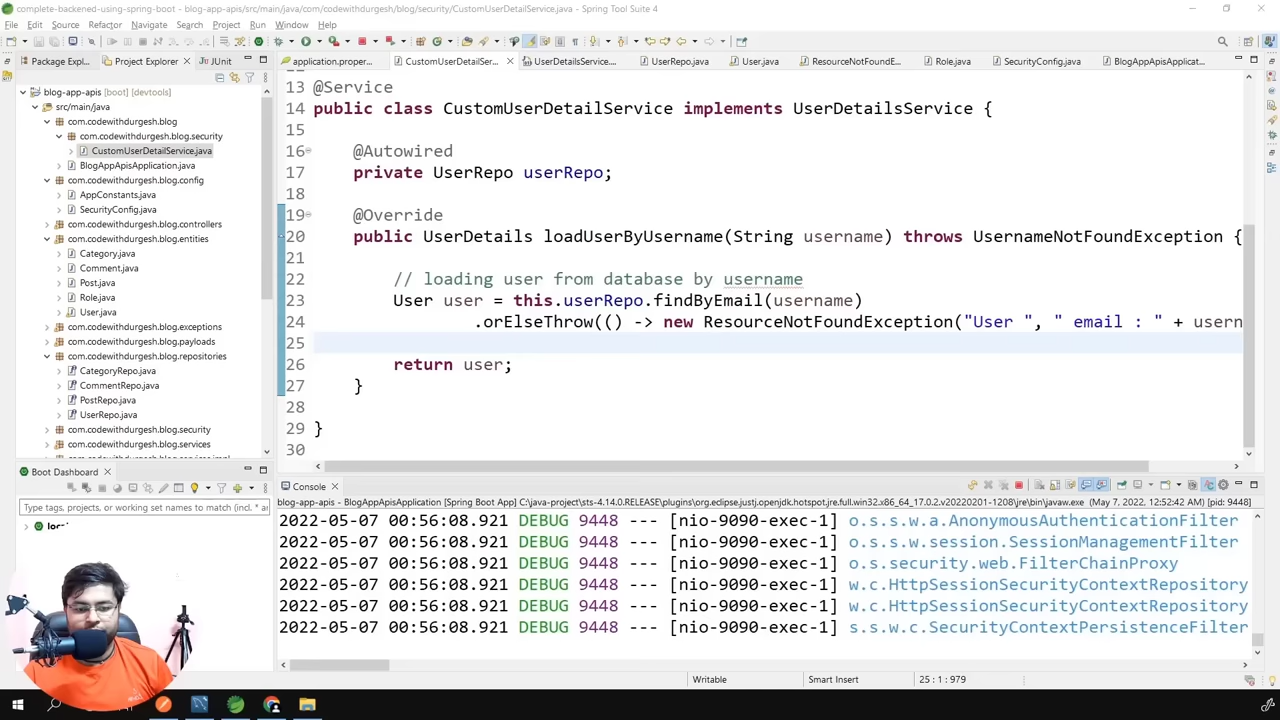 complete-backened-using-spring-boot - blog-app-apis/src/main/java/com/codewithdurgesh/blog/security/CustomUserDetailService.java - Spring Tool Suite 4
File Edit Source Refactor Navigate Search Project Run Window Help
Package Expl... Project Explorer JUnit
application.proper... CustomUserDetailSer... UserDetailsService.... UserRepo.java User.java ResourceNotFoundE... Role.java SecurityConfig.java BlogAppApisApplicat...
blog-app-apis [boot] [devtools]
src/main/java
com.codewithdurgesh.blog
com.codewithdurgesh.blog.security
CustomUserDetailService.java
BlogAppApisApplication.java
com.codewithdurgesh.blog.config
AppConstants.java
SecurityConfig.java
com.codewithdurgesh.blog.controllers
com.codewithdurgesh.blog.entities
Category.java
Comment.java
Post.java
Role.java
User.java
com.codewithdurgesh.blog.exceptions
com.codewithdurgesh.blog.payloads
com.codewithdurgesh.blog.repositories
CategoryRepo.java
CommentRepo.java
PostRepo.java
UserRepo.java
com.codewithdurgesh.blog.security
com.codewithdurgesh.blog.services
13 @Service
14 public class CustomUserDetailService implements UserDetailsService {
15
16 @Autowired
17 private UserRepo userRepo;
18
19 @Override
20 public UserDetails loadUserByUsername(String username) throws UsernameNotFoundException {
21
22 // loading user from database by username
23 User user = this.userRepo.findByEmail(username)
24 .orElseThrow(() -> new ResourceNotFoundException("User ", " email : " + usern
25
26 return user;
27 }
28
29 }
30
Boot Dashboard
Type tags, projects, or working set names to match (incl. *
Console
blog-app-apis - BlogAppApisApplication [Spring Boot App] C:\java-project\sts-4.14.0.RELEASE\plugins\org.eclipse.justj.openjdk.hotspot.jre.full.win32.x86_64_17.0.2.v20220201-1208\jre\bin\javaw.exe (May 7, 2022, 12:52:42 AM) [pid: 9448]
2022-05-07 00:56:08.921 DEBUG 9448 --- [nio-9090-exec-1] o.s.s.w.a.AnonymousAuthenticationFilter
2022-05-07 00:56:08.921 DEBUG 9448 --- [nio-9090-exec-1] o.s.s.w.session.SessionManagementFilter
2022-05-07 00:56:08.921 DEBUG 9448 --- [nio-9090-exec-1] o.s.security.web.FilterChainProxy
2022-05-07 00:56:08.921 DEBUG 9448 --- [nio-9090-exec-1] w.c.HttpSessionSecurityContextRepository
2022-05-07 00:56:08.921 DEBUG 9448 --- [nio-9090-exec-1] w.c.HttpSessionSecurityContextRepository
2022-05-07 00:56:08.921 DEBUG 9448 --- [nio-9090-exec-1] s.s.w.c.SecurityContextPersistenceFilter
Writable Smart Insert 25 : 1 : 979